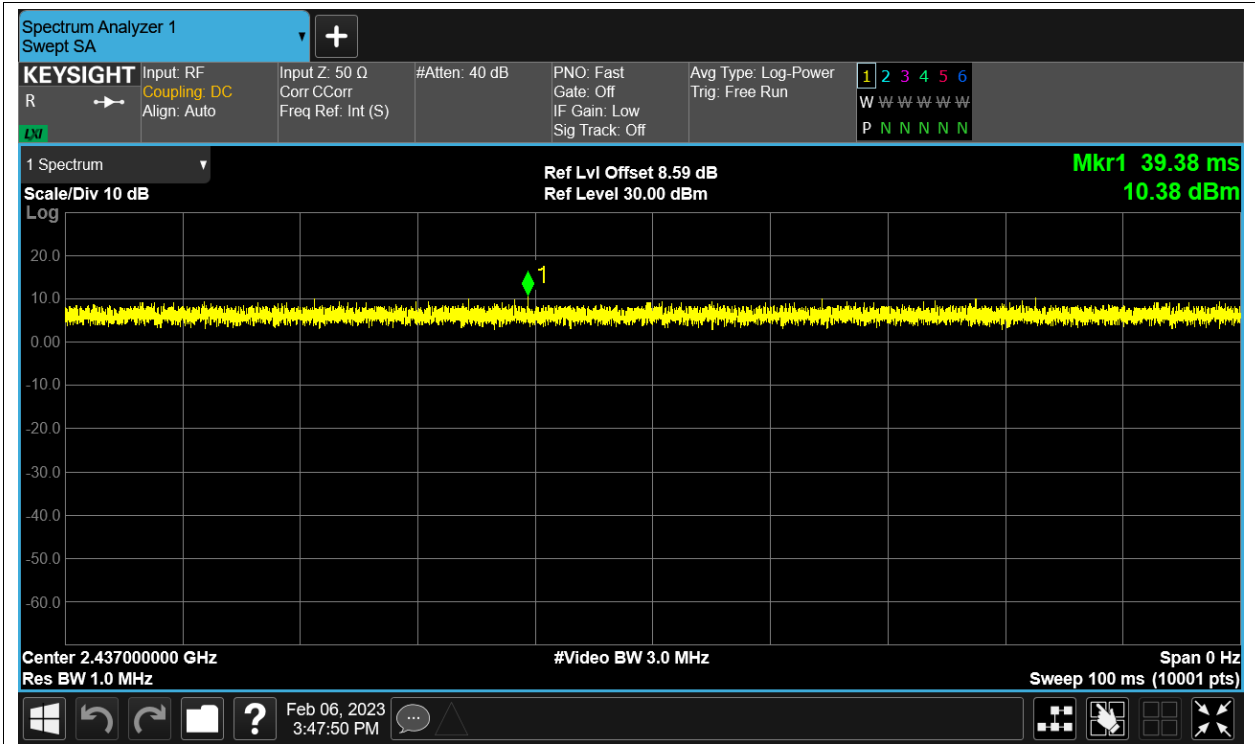 Spectrum Analyzer 1
Swept SA
KEYSIGHT
R
LXI
Input: RF
Coupling: DC
Align: Auto
Input Z: 50 Ω
Corr CCorr
Freq Ref: Int (S)
#Atten: 40 dB
PNO: Fast
Gate: Off
IF Gain: Low
Sig Track: Off
Avg Type: Log-Power
Trig: Free Run
1 2 3 4 5 6
W W W W W W
P N N N N N
1 Spectrum
Scale/Div 10 dB
Log
Ref Lvl Offset 8.59 dB
Ref Level 30.00 dBm
Mkr1 39.38 ms
10.38 dBm
20.0
1
10.0
0.00
-10.0
-20.0
-30.0
-40.0
-50.0
-60.0
Center 2.437000000 GHz
Res BW 1.0 MHz
#Video BW 3.0 MHz
Span 0 Hz
Sweep 100 ms (10001 pts)
?
Feb 06, 2023
3:47:50 PM